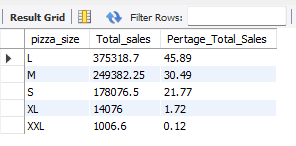 Result Grid Filter Rows:
pizza_size Total_sales Pertage_Total_Sales
L 375318.7 45.89
M 249382.25 30.49
S 178076.5 21.77
XL 14076 1.72
XXL 1006.6 0.12